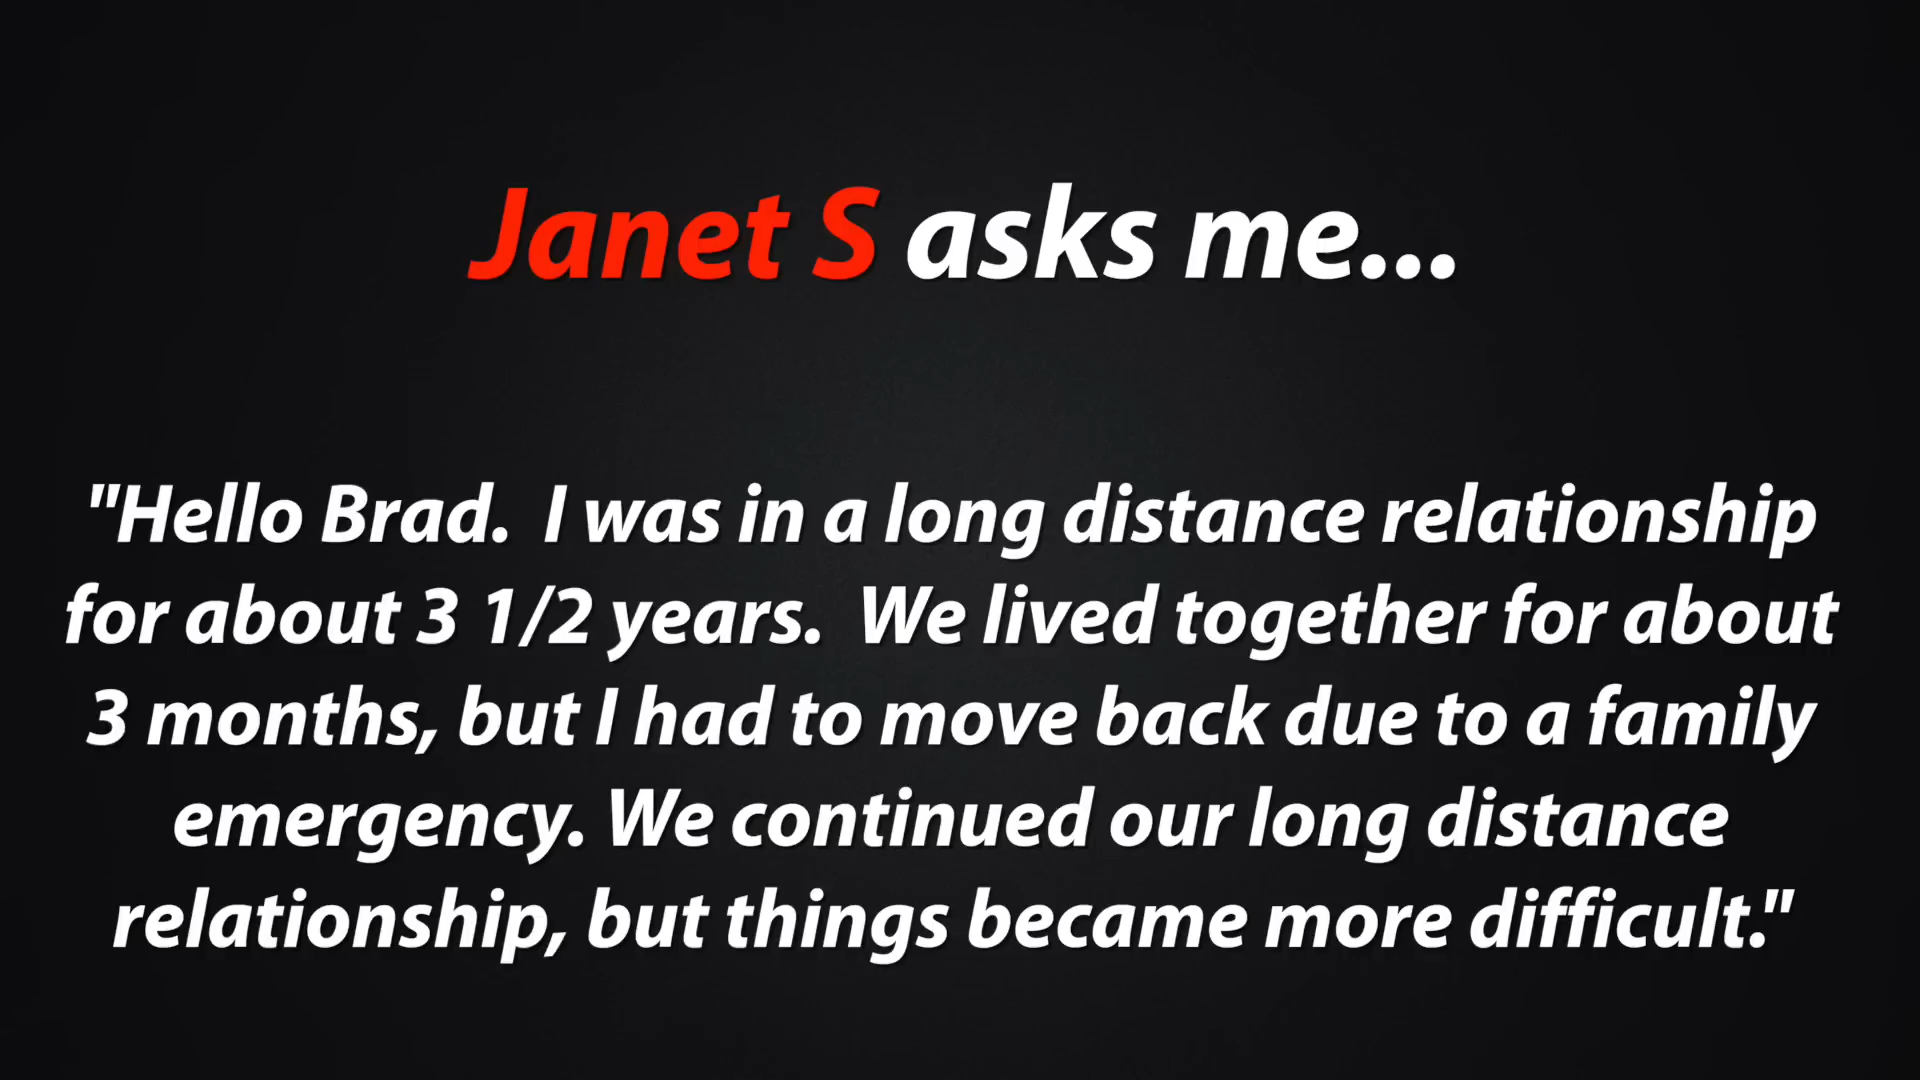 Janet S asks me...
"Hello Brad.  I was in a long distance relationship
for about 3 1/2 years.  We lived together for about
3 months, but I had to move back due to a family
emergency. We continued our long distance
relationship, but things became more difficult."